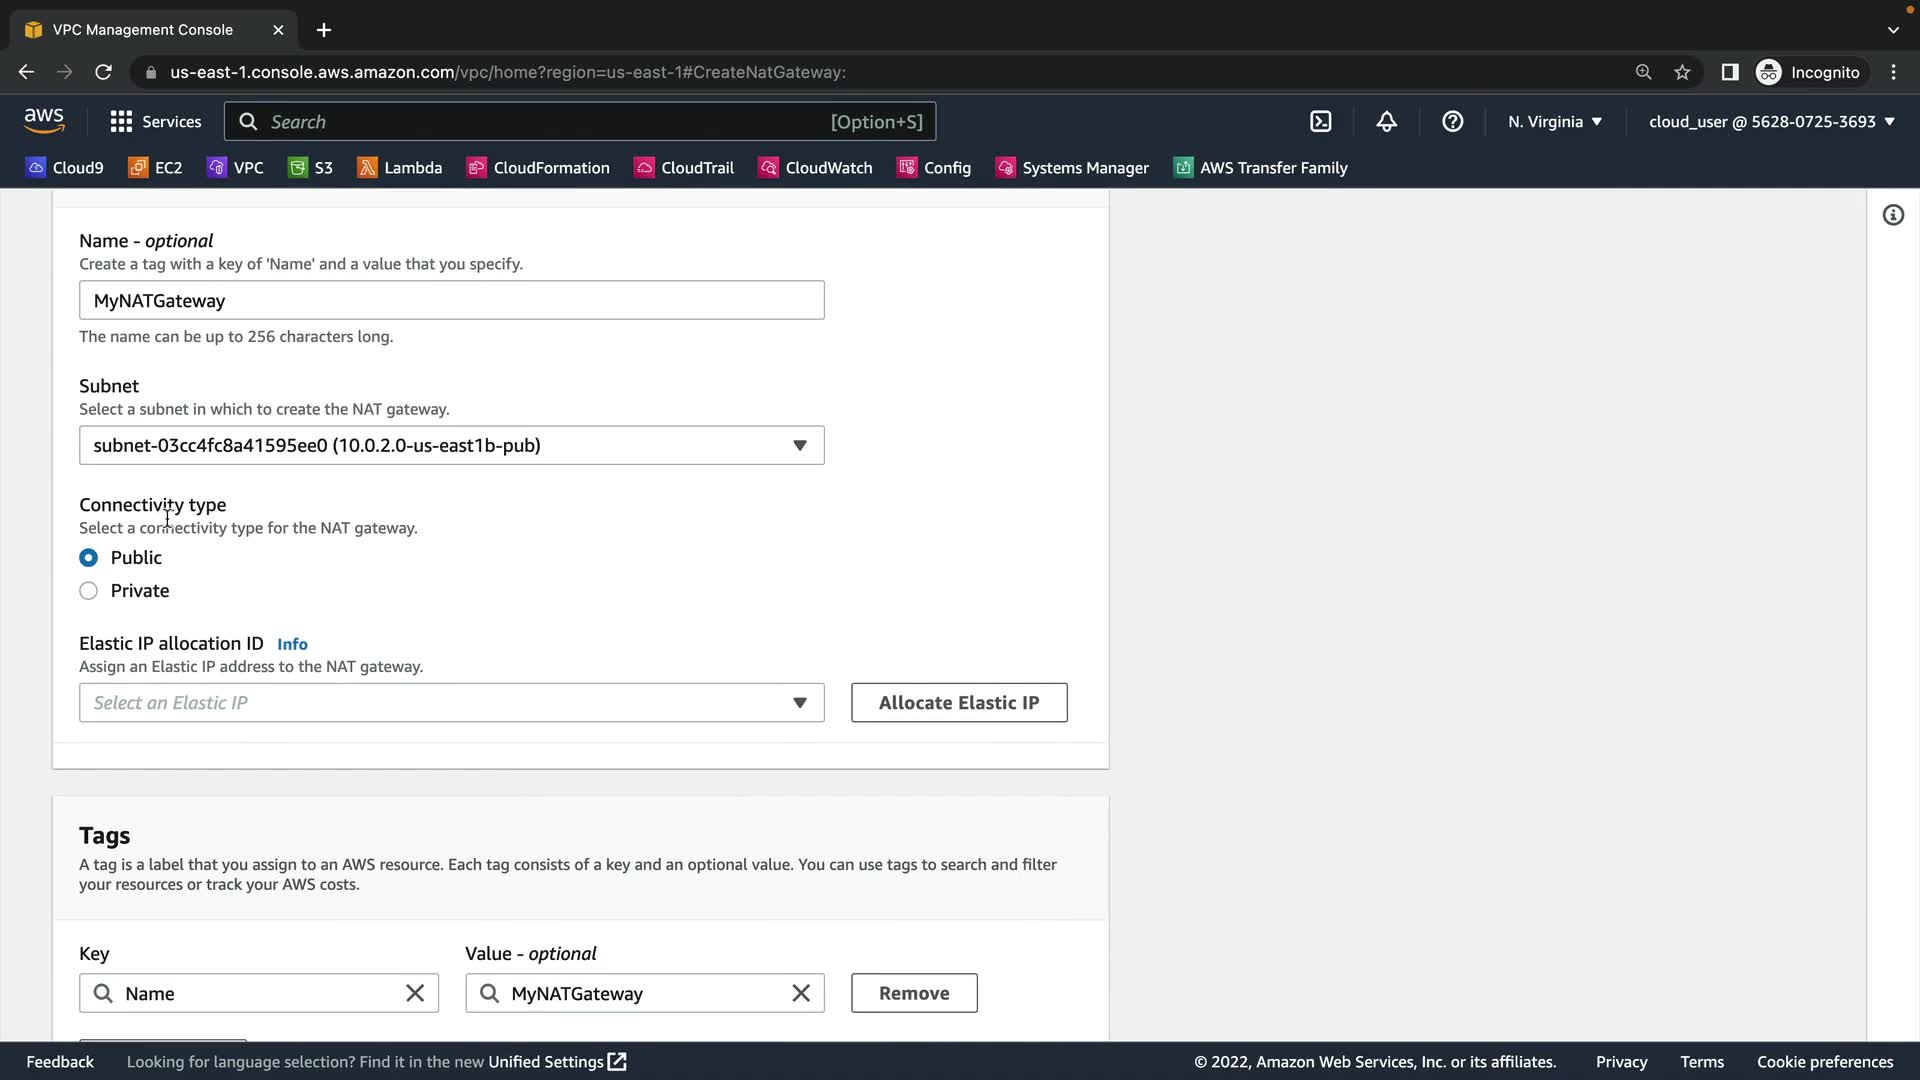 VPC Management Console
us-east-1.console.aws.amazon.com/vpc/home?region=us-east-1#CreateNatGateway:
Incognito
aws
Services
Search
[Option+S]
N. Virginia
cloud_user @ 5628-0725-3693
Cloud9
EC2
VPC
S3
Lambda
CloudFormation
CloudTrail
CloudWatch
Config
Systems Manager
AWS Transfer Family
Name - optional
Create a tag with a key of 'Name' and a value that you specify.
MyNATGateway
The name can be up to 256 characters long.
Subnet
Select a subnet in which to create the NAT gateway.
subnet-03cc4fc8a41595ee0 (10.0.2.0-us-east1b-pub)
Connectivity type
Select a connectivity type for the NAT gateway.
Public
Private
Elastic IP allocation ID Info
Assign an Elastic IP address to the NAT gateway.
Select an Elastic IP
Allocate Elastic IP
Tags
A tag is a label that you assign to an AWS resource. Each tag consists of a key and an optional value. You can use tags to search and filter
your resources or track your AWS costs.
Key
Value - optional
Name
MyNATGateway
Remove
Feedback
Looking for language selection? Find it in the new Unified Settings
© 2022, Amazon Web Services, Inc. or its affiliates.
Privacy
Terms
Cookie preferences